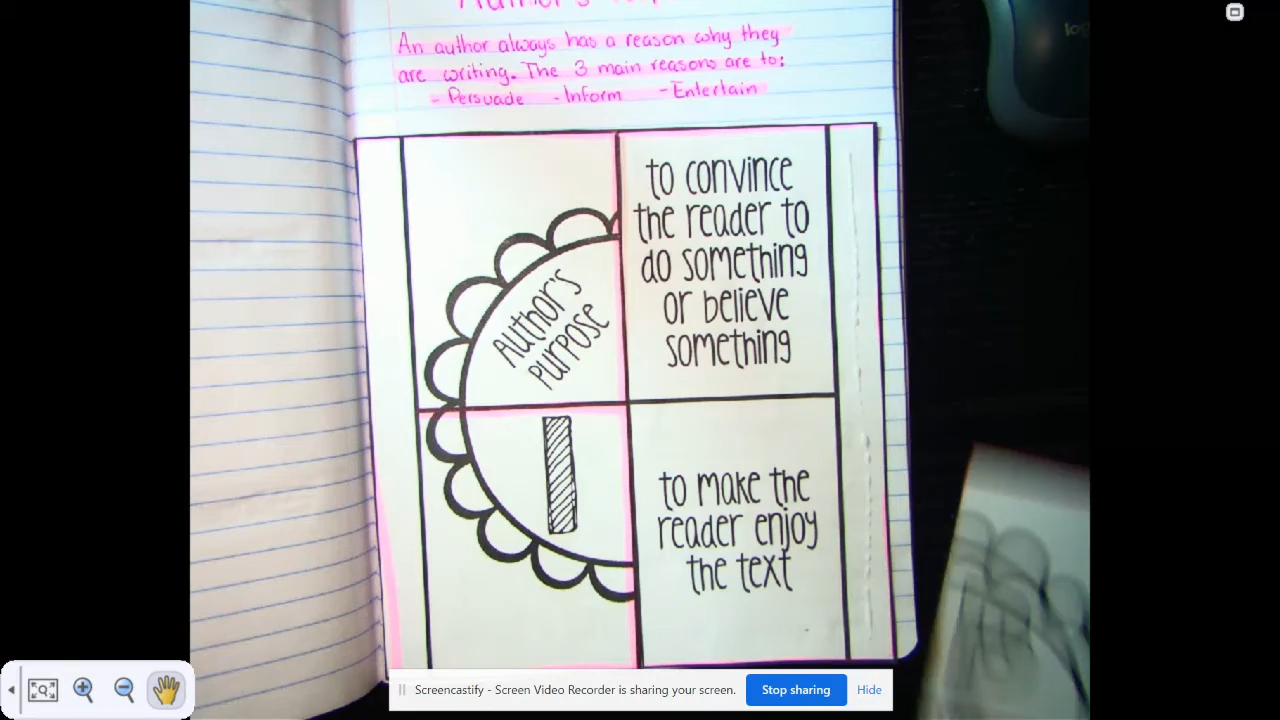 An author always has a reason why they
are writing. The 3 main reasons are to:
- Persuade - Inform - Entertain
Author's
Purpose
I
to convince
the reader to
do something
or believe
something
to make the
reader enjoy
the text
Screencastify - Screen Video Recorder is sharing your screen.
Stop sharing
Hide